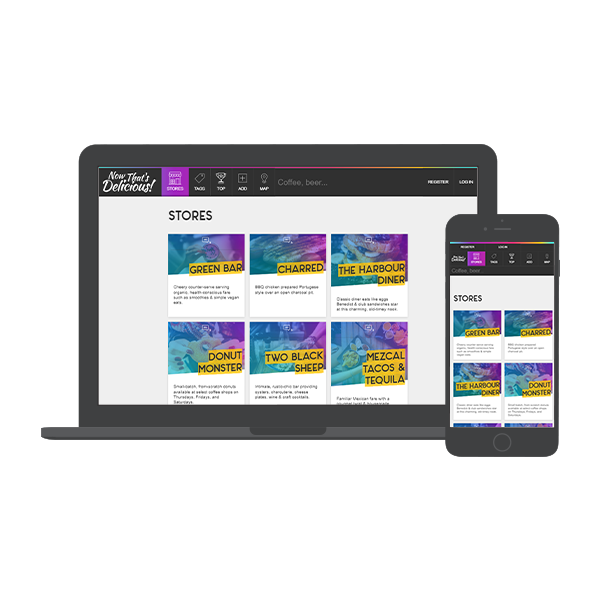 Now That's
Delicious!
STORES
TAGS
TOP
ADD
MAP
Coffee, beer...
REGISTER
LOG IN
STORES
GREEN BAR
Cheery counter-serve serving
organic, health conscious fare
such as smoothies & simple vegan
eats.
CHARRED
BBQ chicken prepared Portugese
style over an open charcoal pit
THE HARBOUR
DINER
Classic diner eats like eggs
Benedict & club sandwiches star
at this charming, old-timey nook.
DONUT
MONSTER
Small-batch, from-scratch donuts
available at select coffee shops on
Thursdays, Fridays, and
Saturdays.
TWO BLACK
SHEEP
Intimate, rustic-chic bar providing
oysters, charcuterie, cheese
plates, wine & craft cocktails.
MEZCAL
TACOS &
TEQUILA
Familiar Mexican fare with a
REGISTER
LOG IN
Now That's
Delicious!
STORES
TAGS
TOP
ADD
MAP
Coffee, beer
STORES
GREEN BAR
Cheery counter-serve serving
organic, health conscious fare
such as smoothies & simple vegan
eats.
CHARRED
BBQ chicken prepared Portugese
style over an open charcoal pit
THE HARBOUR
DINER
Classic diner eats like eggs
Benedict & club sandwiches star
at this charming, old-timey nook.
DONUT
MONSTER
Small-batch, from-scratch donuts
available at select coffee shops
on Thursdays, Fridays, and
Saturdays.